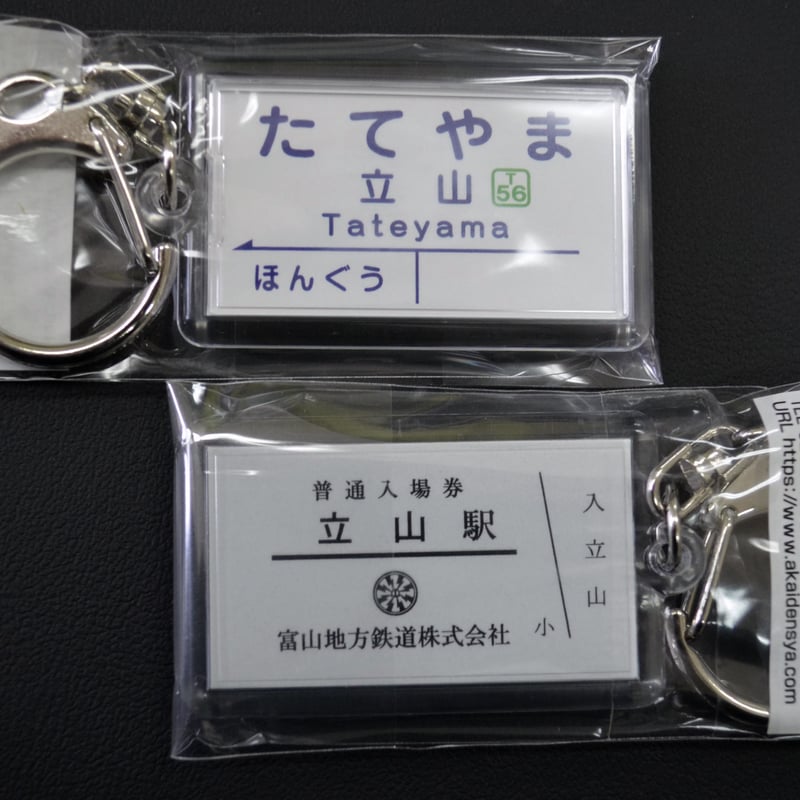 たてやま
立山 T 56
Tateyama
ほんぐう
普通入場券
立山駅
富山地方鉄道株式会社
小
入立山
URL https://www.akaidensya.com